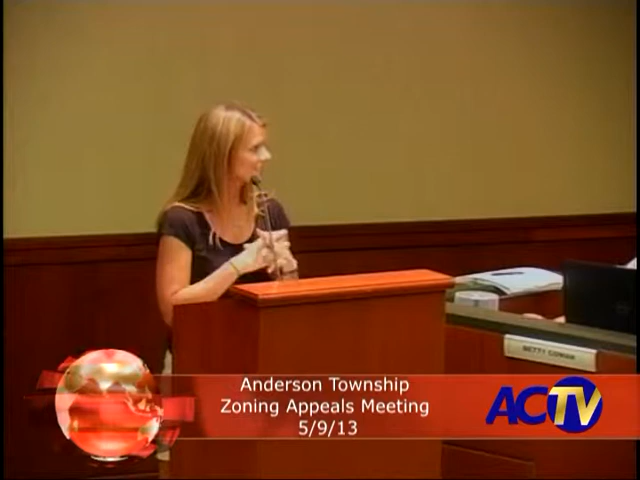 BETTY COWAN
Anderson Township
Zoning Appeals Meeting
5/9/13
ACTV